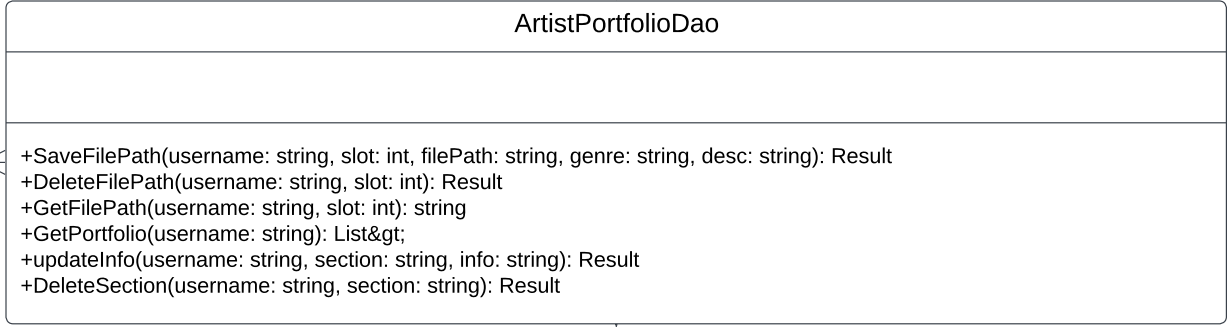 ArtistPortfolioDao
+SaveFilePath(username: string, slot: int, filePath: string, genre: string, desc: string): Result
+DeleteFilePath(username: string, slot: int): Result
+GetFilePath(username: string, slot: int): string
+GetPortfolio(username: string): List&gt;
+updateInfo(username: string, section: string, info: string): Result
+DeleteSection(username: string, section: string): Result